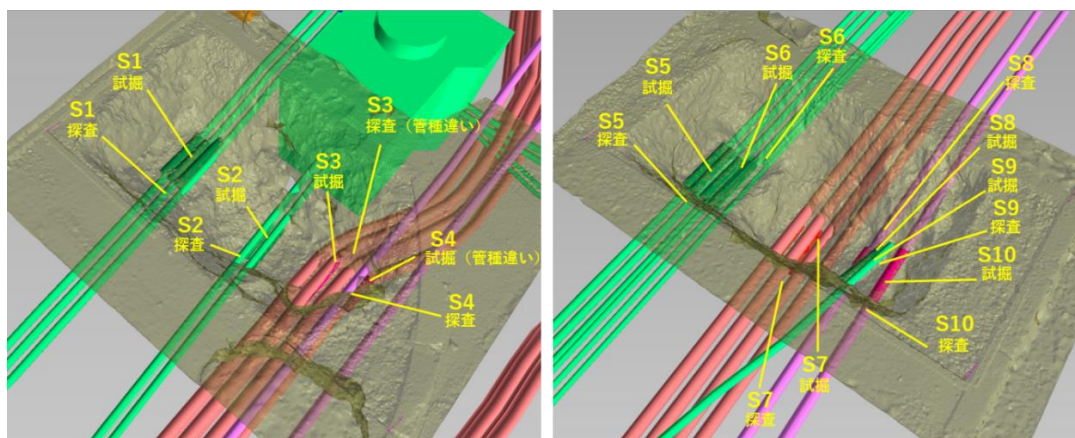 S1
試掘
S1
探査
S2
試掘
S2
探査
S3
探査（管種違い）
S3
試掘
S4
試掘（管種違い）
S4
探査
S5
試掘
S5
探査
S6
試掘
S6
探査
S7
探査
S7
試掘
S8
探査
S8
試掘
S9
試掘
S9
探査
S10
試掘
S10
探査